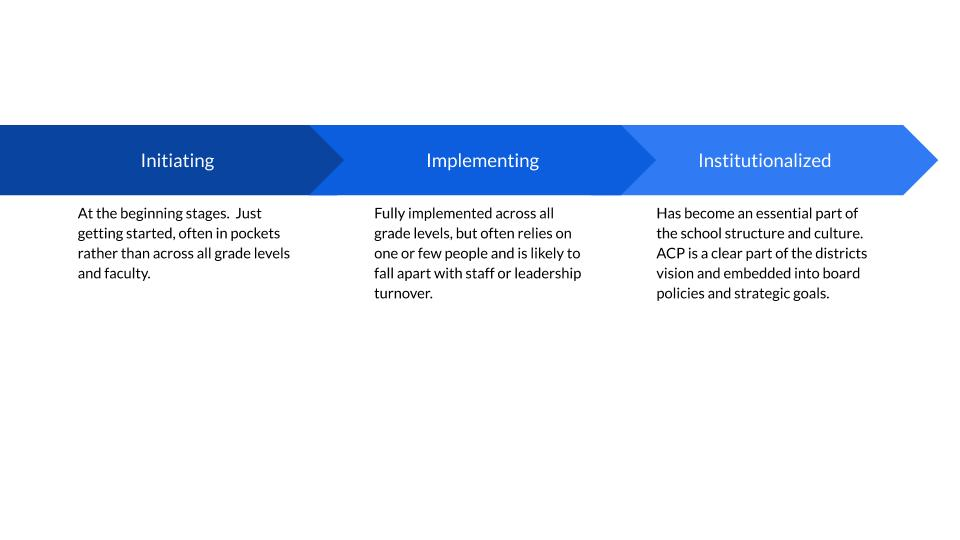 Initiating
Implementing
Institutionalized
At the beginning stages.  Just
getting started, often in pockets
rather than across all grade levels
and faculty.
Fully implemented across all
grade levels, but often relies on
one or few people and is likely to
fall apart with staff or leadership
turnover.
Has become an essential part of
the school structure and culture.
ACP is a clear part of the districts
vision and embedded into board
policies and strategic goals.